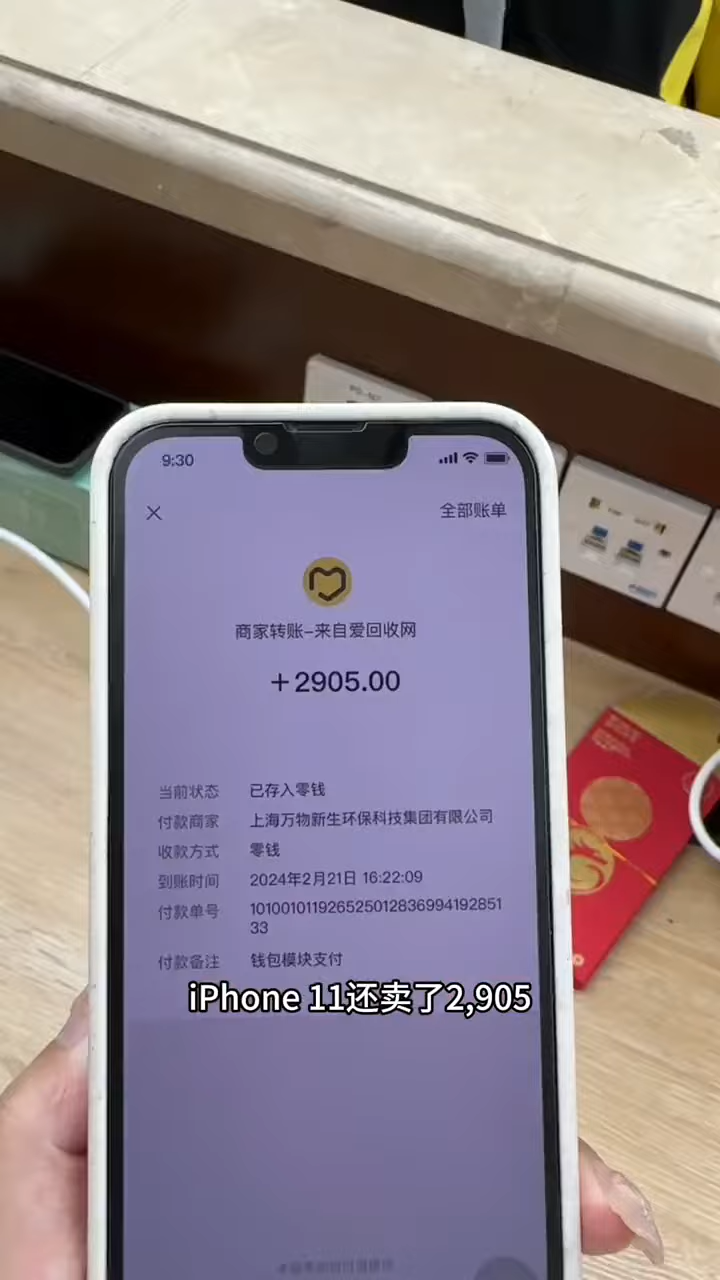 9:30
全部账单
商家转账-来自爱回收网
+2905.00
当前状态 已存入零钱
付款商家 上海万物新生环保科技集团有限公司
收款方式 零钱
到账时间 2024年2月21日 16:22:09
付款单号 101001011926525012836994192851
33
付款备注 钱包模块支付
iPhone 11还卖了2,905